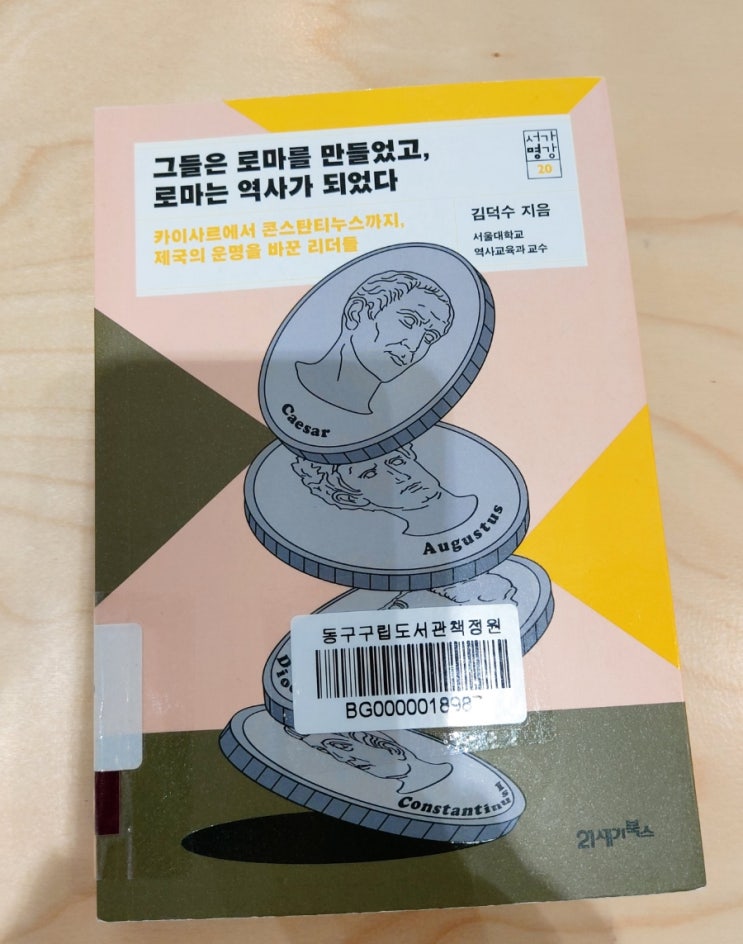 그들은 로마를 만들었고,
로마는 역사가 되었다
카이사르에서 콘스탄티누스까지,
제국의 운명을 바꾼 리더들
서가
명강
20
김덕수 지음
서울대학교
역사교육과 교수
Caesar
Augustus
동구구립도서관책정원
Constantinus I
21세기북스